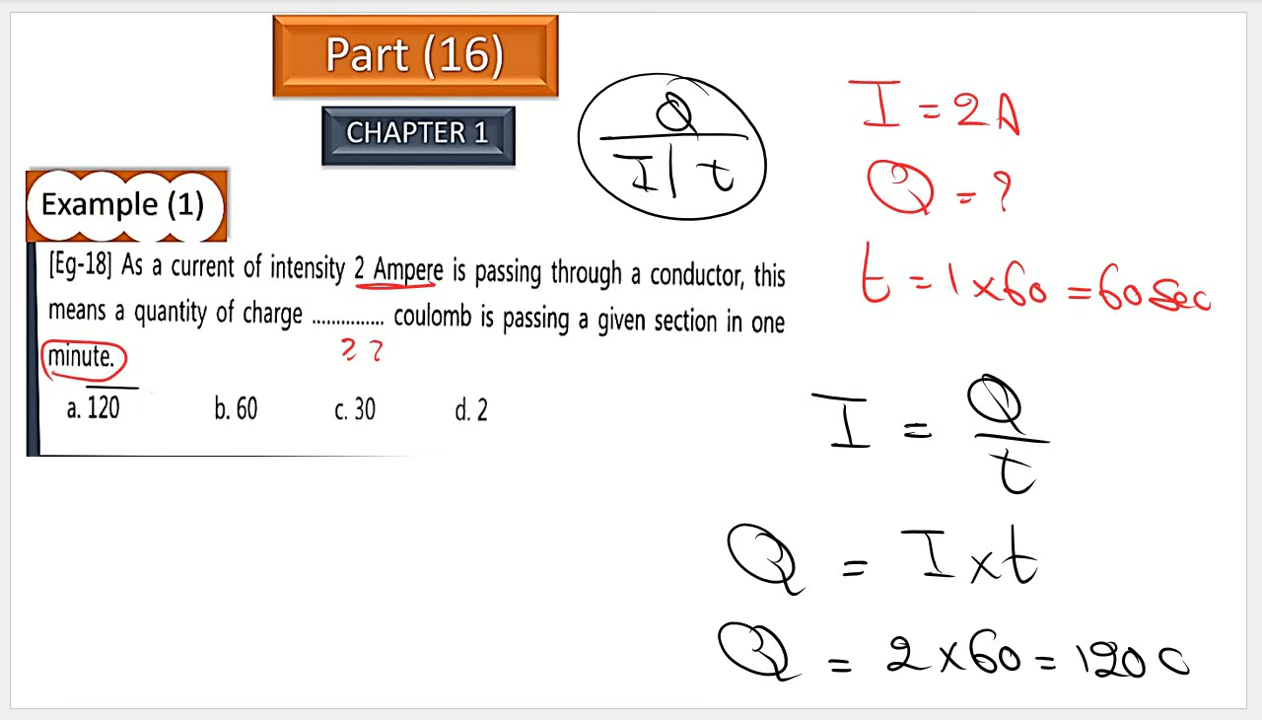 Part (16)
CHAPTER 1
Example (1)
[Eg-18] As a current of intensity 2 Ampere is passing through a conductor, this
means a quantity of charge ............... coulomb is passing a given section in one
minute.
??
a. 120 b. 60 c. 30 d. 2
Q
I | t
I = 2A
Q = ?
t = 1 x 60 = 60 Sec
I = Q
t
Q = I x t
Q = 2 x 60 = 120 C